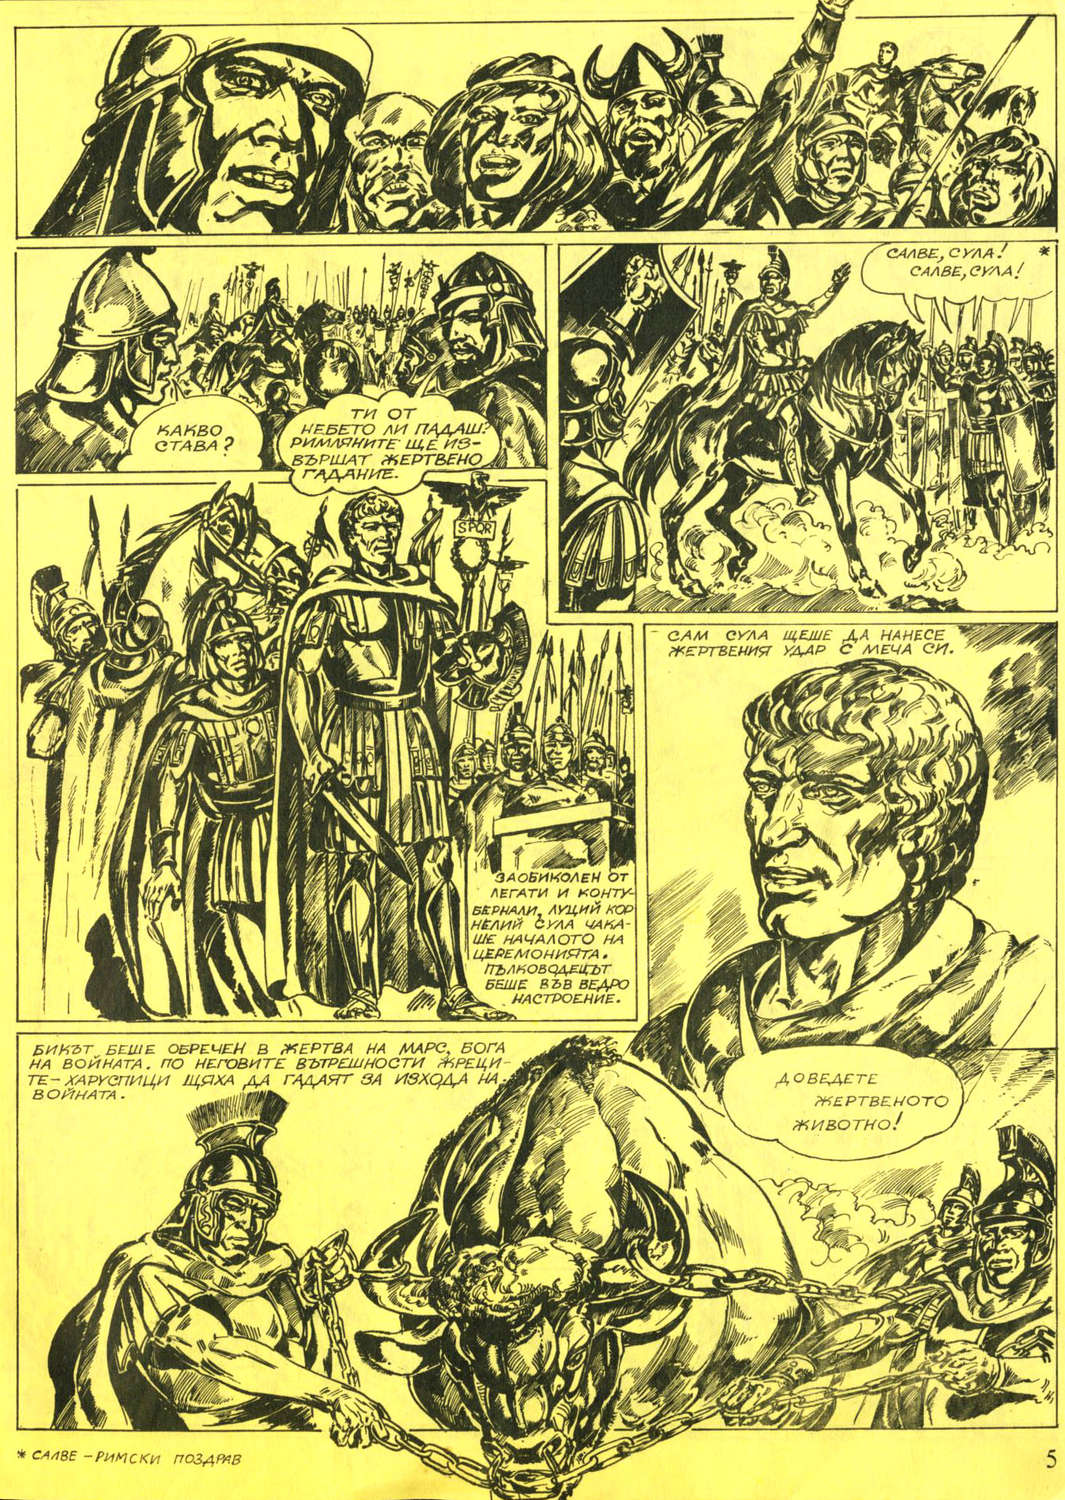 КАКВО
СТАВА?
ТИ ОТ
НЕБЕТО ЛИ ПАДАШ?
РИМЛЯНИТЕ ЩЕ ИЗ-
ВЪРШАТ ЖЕРТВЕНО
ГАДАНИЕ.
САЛВЕ, СУЛА! *
САЛВЕ, СУЛА!
SPQR
ЗАОБИКОЛЕН ОТ
ЛЕГАТИ И КОНТУ-
БЕРНАЛИ, ЛУЦИЙ КОР
НЕЛИЙ СУЛА ЧАКА-
ШЕ НАЧАЛОТО НА
ЦЕРЕМОНИЯТА.
ПЪЛКОВОДЕЦЪТ
БЕШЕ ВЪВ ВЕДРО
НАСТРОЕНИЕ.
САМ СУЛА ЩЕШЕ ДА НАНЕСЕ
ЖЕРТВЕНИЯ УДАР С МЕЧА СИ.
ДОВЕДЕТЕ
ЖЕРТВЕНОТО
ЖИВОТНО!
БИКЪТ БЕШЕ ОБРЕЧЕН В ЖЕРТВА НА МАРС, БОГА
НА ВОЙНАТА. ПО НЕГОВИТЕ ВЪТРЕШНОСТИ ЖРЕЦИ-
ТЕ-ХАРУСПИЦИ ЩЯХА ДА ГАДАЯТ ЗА ИЗХОДА НА
ВОЙНАТА.
* САЛВЕ – РИМСКИ ПОЗДРАВ
5